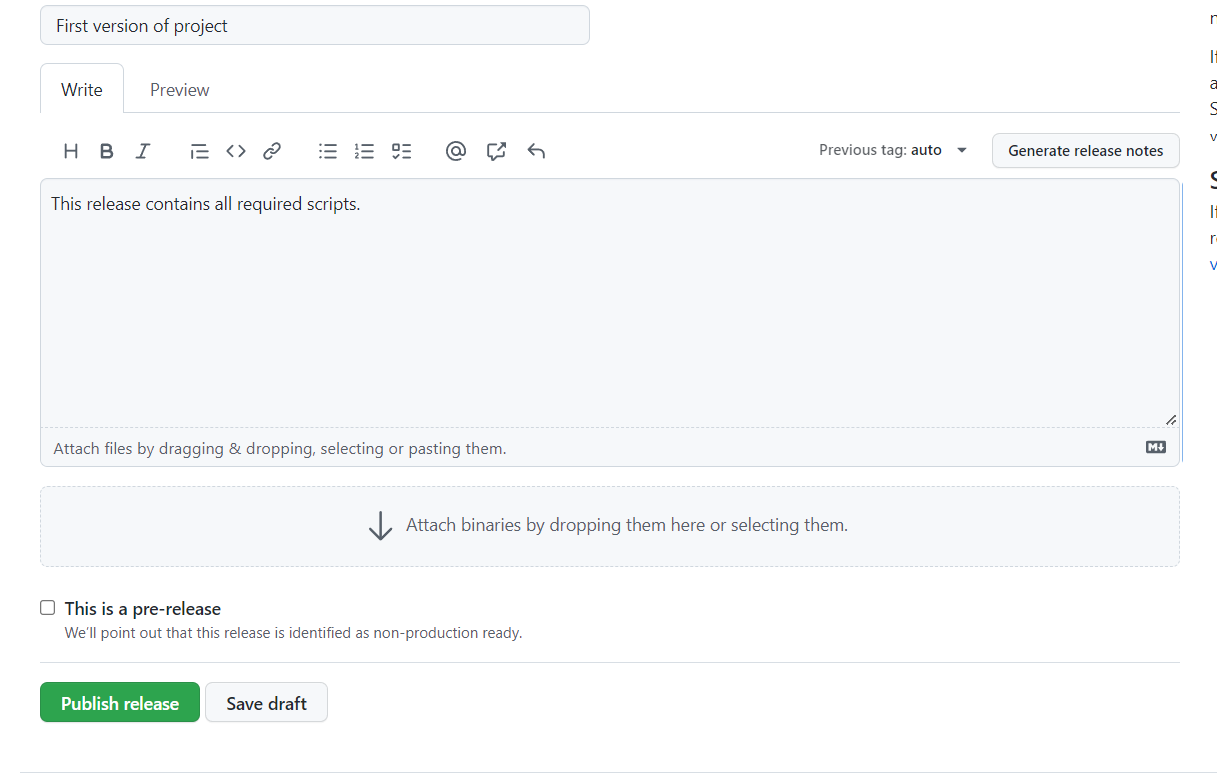 First version of project
Write
Preview
H B I
Previous tag: auto
Generate release notes
This release contains all required scripts.
Attach files by dragging & dropping, selecting or pasting them.
Attach binaries by dropping them here or selecting them.
This is a pre-release
We'll point out that this release is identified as non-production ready.
Publish release
Save draft